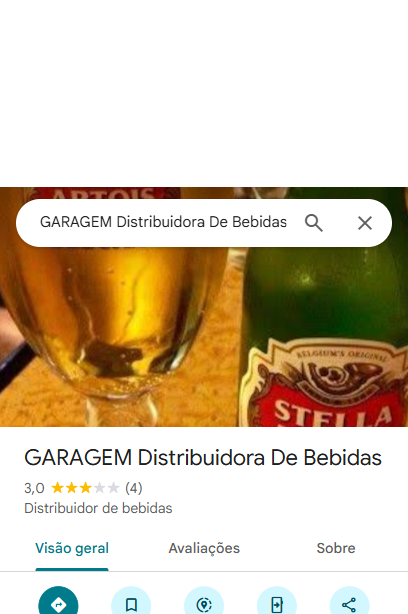 ARTOIS
GARAGEM Distribuidora De Bebidas
BELGIUM'S ORIGINAL
STELLA
GARAGEM Distribuidora De Bebidas
3,0 (4)
Distribuidor de bebidas
Visão geral Avaliações Sobre